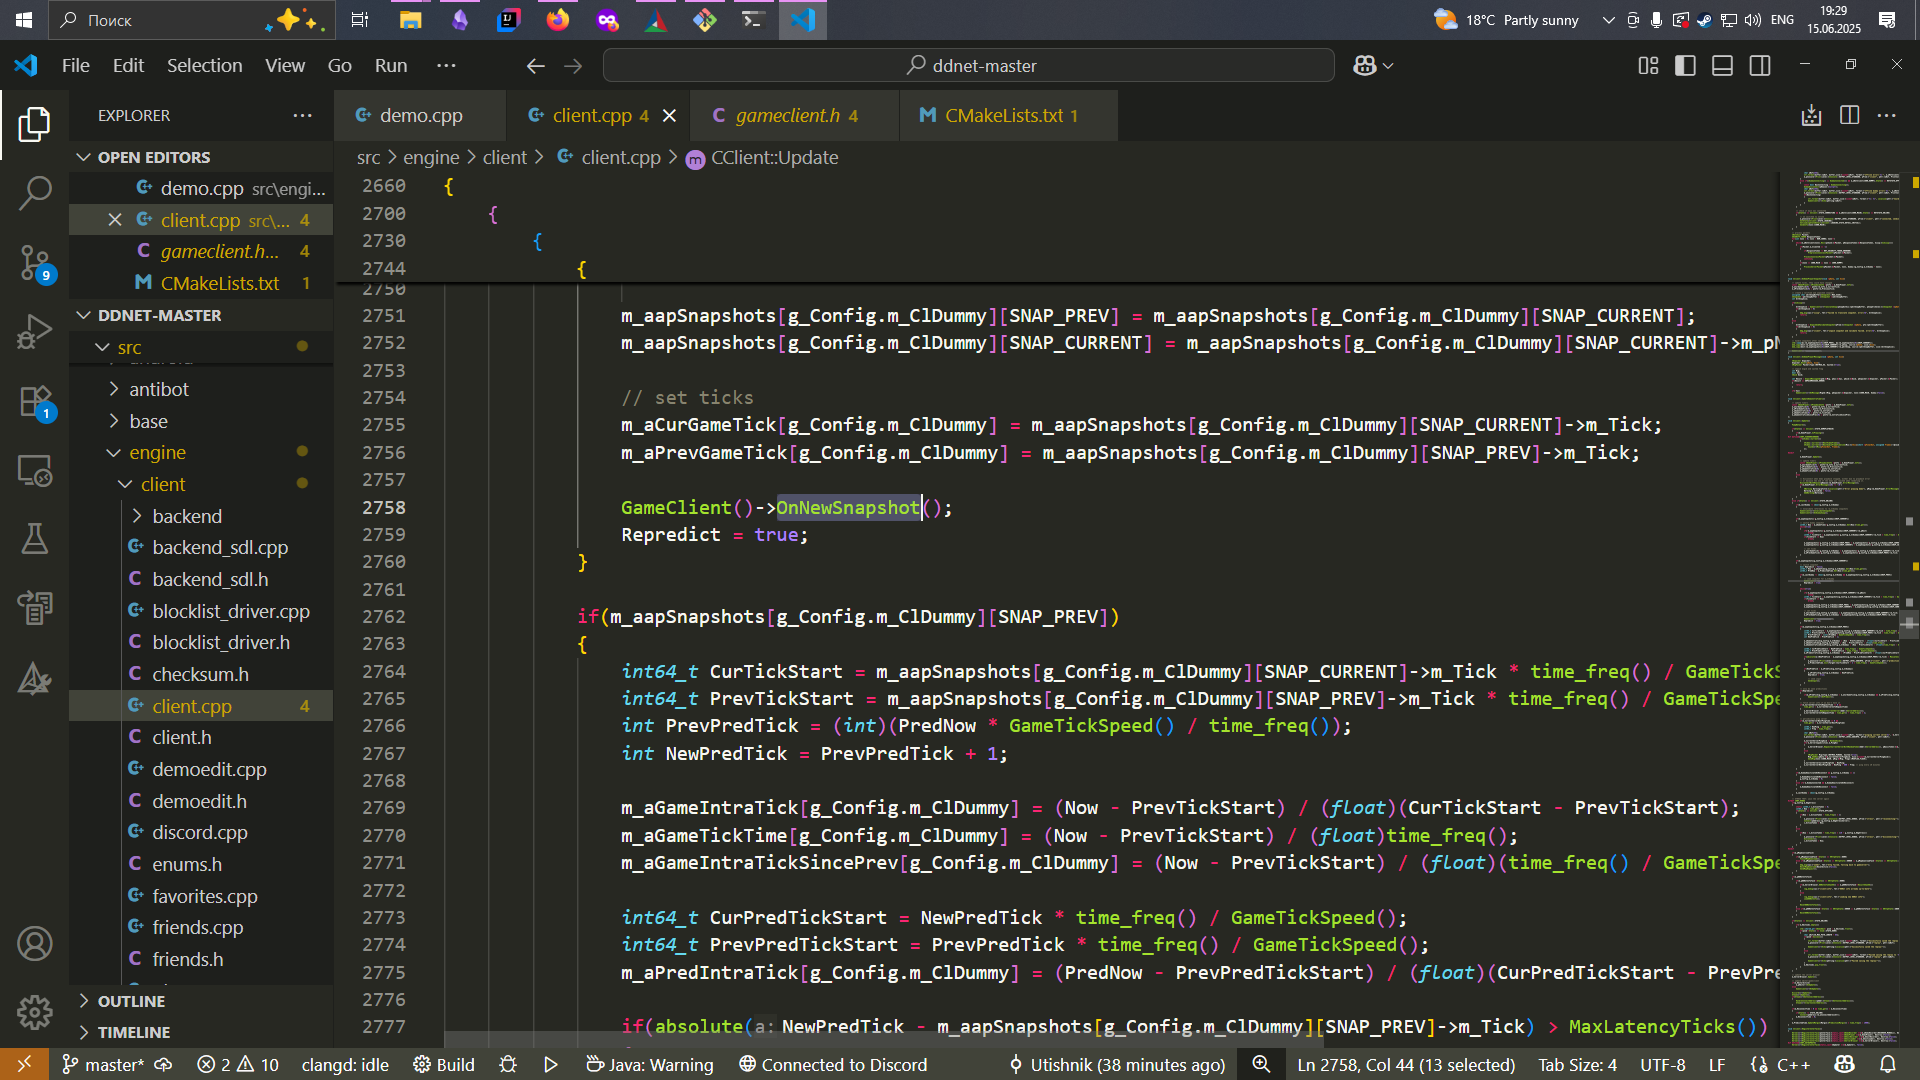 Поиск
18°C Partly sunny
ENG
19:29
15.06.2025
File Edit Selection View Go Run ···
ddnet-master
EXPLORER
demo.cpp
client.cpp 4
gameclient.h 4
CMakeLists.txt 1
OPEN EDITORS
demo.cpp src\engi...
client.cpp src\... 4
gameclient.h... 4
CMakeLists.txt 1
DDNET-MASTER
src
antibot
base
engine
client
backend
backend_sdl.cpp
backend_sdl.h
blocklist_driver.cpp
blocklist_driver.h
checksum.h
client.cpp 4
client.h
demoedit.cpp
demoedit.h
discord.cpp
enums.h
favorites.cpp
friends.cpp
friends.h
OUTLINE
TIMELINE
9
1
src > engine > client > client.cpp > CClient::Update
2660 {
2700 {
2730 {
2744 {
2750
2751 m_aapSnapshots[g_Config.m_ClDummy][SNAP_PREV] = m_aapSnapshots[g_Config.m_ClDummy][SNAP_CURRENT];
2752 m_aapSnapshots[g_Config.m_ClDummy][SNAP_CURRENT] = m_aapSnapshots[g_Config.m_ClDummy][SNAP_CURRENT]->m_pN
2753
2754 // set ticks
2755 m_aCurGameTick[g_Config.m_ClDummy] = m_aapSnapshots[g_Config.m_ClDummy][SNAP_CURRENT]->m_Tick;
2756 m_aPrevGameTick[g_Config.m_ClDummy] = m_aapSnapshots[g_Config.m_ClDummy][SNAP_PREV]->m_Tick;
2757
2758 GameClient()->OnNewSnapshot();
2759 Repredict = true;
2760 }
2761
2762 if(m_aapSnapshots[g_Config.m_ClDummy][SNAP_PREV])
2763 {
2764 int64_t CurTickStart = m_aapSnapshots[g_Config.m_ClDummy][SNAP_CURRENT]->m_Tick * time_freq() / GameTickS
2765 int64_t PrevTickStart = m_aapSnapshots[g_Config.m_ClDummy][SNAP_PREV]->m_Tick * time_freq() / GameTickSpe
2766 int PrevPredTick = (int)(PredNow * GameTickSpeed() / time_freq());
2767 int NewPredTick = PrevPredTick + 1;
2768
2769 m_aGameIntraTick[g_Config.m_ClDummy] = (Now - PrevTickStart) / (float)(CurTickStart - PrevTickStart);
2770 m_aGameTickTime[g_Config.m_ClDummy] = (Now - PrevTickStart) / (float)time_freq();
2771 m_aGameIntraTickSincePrev[g_Config.m_ClDummy] = (Now - PrevTickStart) / (float)(time_freq() / GameTickSpe
2772
2773 int64_t CurPredTickStart = NewPredTick * time_freq() / GameTickSpeed();
2774 int64_t PrevPredTickStart = PrevPredTick * time_freq() / GameTickSpeed();
2775 m_aPredIntraTick[g_Config.m_ClDummy] = (PredNow - PrevPredTickStart) / (float)(CurPredTickStart - PrevPre
2776
2777 if(absolute(a: NewPredTick - m_aapSnapshots[g_Config.m_ClDummy][SNAP_PREV]->m_Tick) > MaxLatencyTicks())
master* 2 10 clangd: idle Build Java: Warning Connected to Discord Utishnik (38 minutes ago) Ln 2758, Col 44 (13 selected) Tab Size: 4 UTF-8 LF {} C++